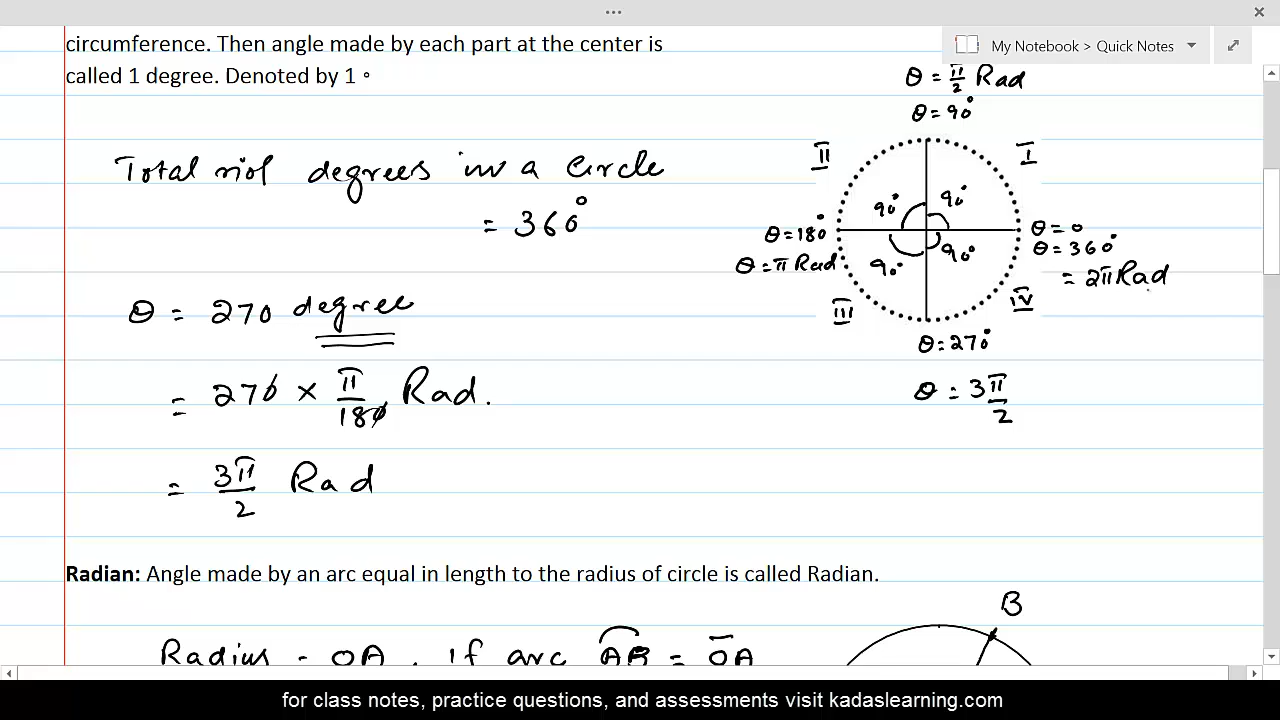 circumference. Then angle made by each part at the center is
called 1 degree. Denoted by 1 °
My Notebook > Quick Notes
Total no of degrees in a Circle
= 360°
θ = 270 degree
= 270 × π/180 Rad.
= 3π/2 Rad
θ = π/2 Rad
θ = 90°
II
I
90° 90°
θ = 180°
θ = π Rad
θ = 0
θ = 360°
= 2π Rad
90° 90°
III
IV
θ = 270°
θ = 3π/2
Radian: Angle made by an arc equal in length to the radius of circle is called Radian.
B
Radius - OA . If arc AB = OA
for class notes, practice questions, and assessments visit kadaslearning.com